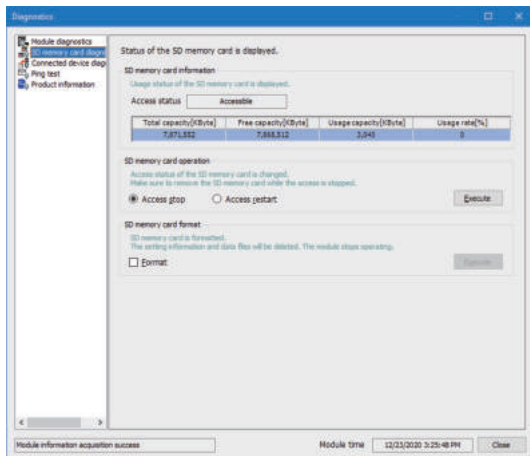 Diagnostics
Module diagnostics
SD memory card diagn
Connected device diag
Ping test
Product information
Status of the SD memory card is displayed.
SD memory card information
Usage status of the SD memory card is displayed.
Access status Accessible
Total capacity[KByte] Free capacity[KByte] Usage capacity[KByte] Usage rate[%]
7,871,552 7,868,512 3,040 0
SD memory card operation
Access status of the SD memory card is changed.
Make sure to remove the SD memory card while the access is stopped.
Access stop Access restart Execute
SD memory card format
SD memory card is formatted.
The setting information and data files will be deleted. The module stops operating.
Format Execute
Module information acquisition success Module time 12/23/2020 3:25:48 PM Close